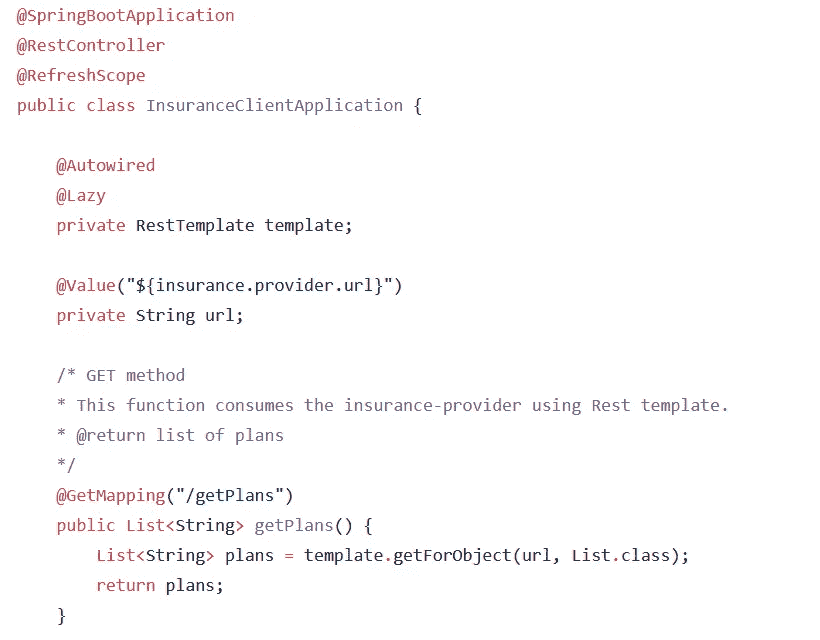 @SpringBootApplication
@RestController
@RefreshScope
public class InsuranceClientApplication {
@Autowired
@Lazy
private RestTemplate template;
@Value("${insurance.provider.url}")
private String url;
/* GET method
* This function consumes the insurance-provider using Rest template.
* @return list of plans
*/
@GetMapping("/getPlans")
public List<String> getPlans() {
List<String> plans = template.getForObject(url, List.class);
return plans;
}